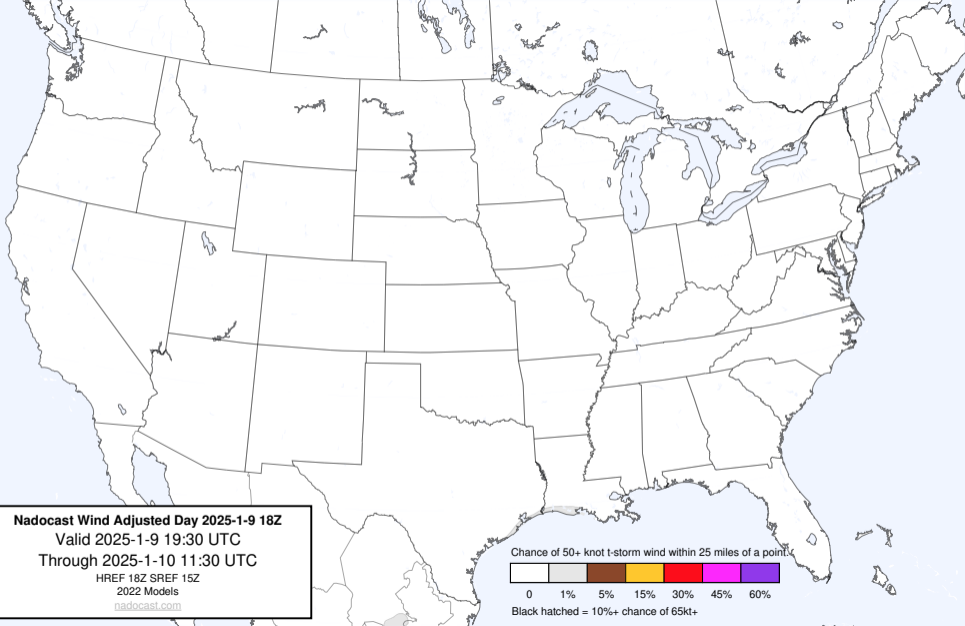 Nadocast Wind Adjusted Day 2025-1-9 18Z
Valid 2025-1-9 19:30 UTC
Through 2025-1-10 11:30 UTC
HREF 18Z SREF 15Z
2022 Models
nadocast.com
Chance of 50+ knot t-storm wind within 25 miles of a point.
0 1% 5% 15% 30% 45% 60%
Black hatched = 10%+ chance of 65kt+